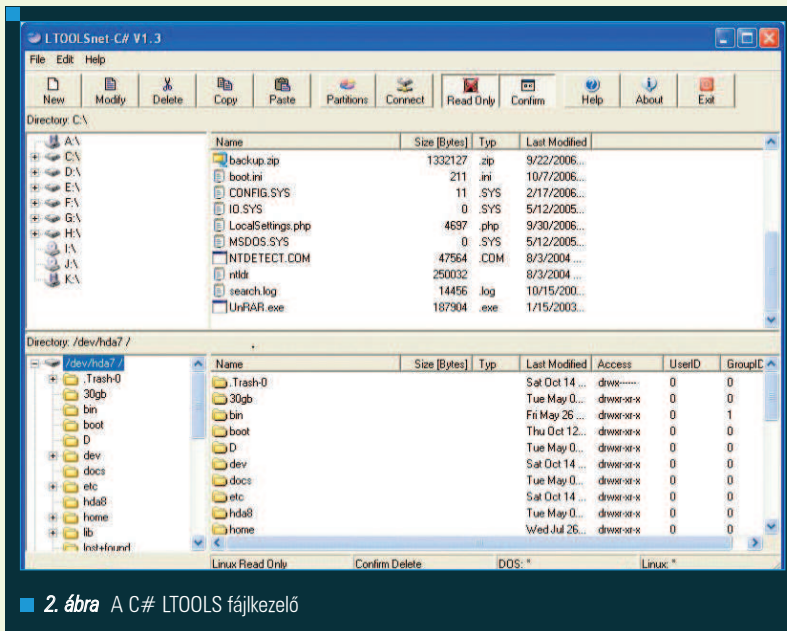 LTOOLSnet-C# V1.3
File Edit Help
New Modify Delete Copy Paste Partitions Connect Read Only Confirm Help About Exit
Directory: C:\
A:\
C:\
D:\
E:\
F:\
G:\
H:\
I:\
J:\
K:\
Name Size [Bytes] Typ Last Modified
backup.zip 1332127 .zip 9/22/2006...
boot.ini 211 .ini 10/7/2006...
CONFIG.SYS 11 .SYS 2/17/2006...
IO.SYS 0 .SYS 5/12/2005...
LocalSettings.php 4697 .php 9/30/2006...
MSDOS.SYS 0 .SYS 5/12/2005...
NTDETECT.COM 47564 .COM 8/3/2004 ...
ntldr 250032 8/3/2004 ...
search.log 14456 .log 10/15/200...
UnRAR.exe 187904 .exe 1/15/2003...
Directory: /dev/hda7 /
/dev/hda7 /
.Trash-0
30gb
bin
boot
D
dev
docs
etc
hda8
home
lib
lost+found
Name Size [Bytes] Typ Last Modified Access UserID GroupID
.Trash-0 Sat Oct 14 ... drwx------ 0 0
30gb Tue May 0... drwxr-xr-x 0 0
bin Fri May 26 ... drwxr-xr-x 0 1
boot Thu Oct 12... drwxr-xr-x 0 0
D Tue May 0... drwxr-xr-x 0 0
dev Sat Oct 14 ... drwxr-xr-x 0 0
docs Tue May 0... drwxr-xr-x 0 0
etc Sat Oct 14 ... drwxr-xr-x 0 0
hda8 Tue May 0... drwxr-xr-x 0 0
home Wed Jul 26... drwxr-xr-x 0 0
Linux Read Only Confirm Delete DOS: * Linux: *
2. ábra A C# LTOOLS fájlkezelő